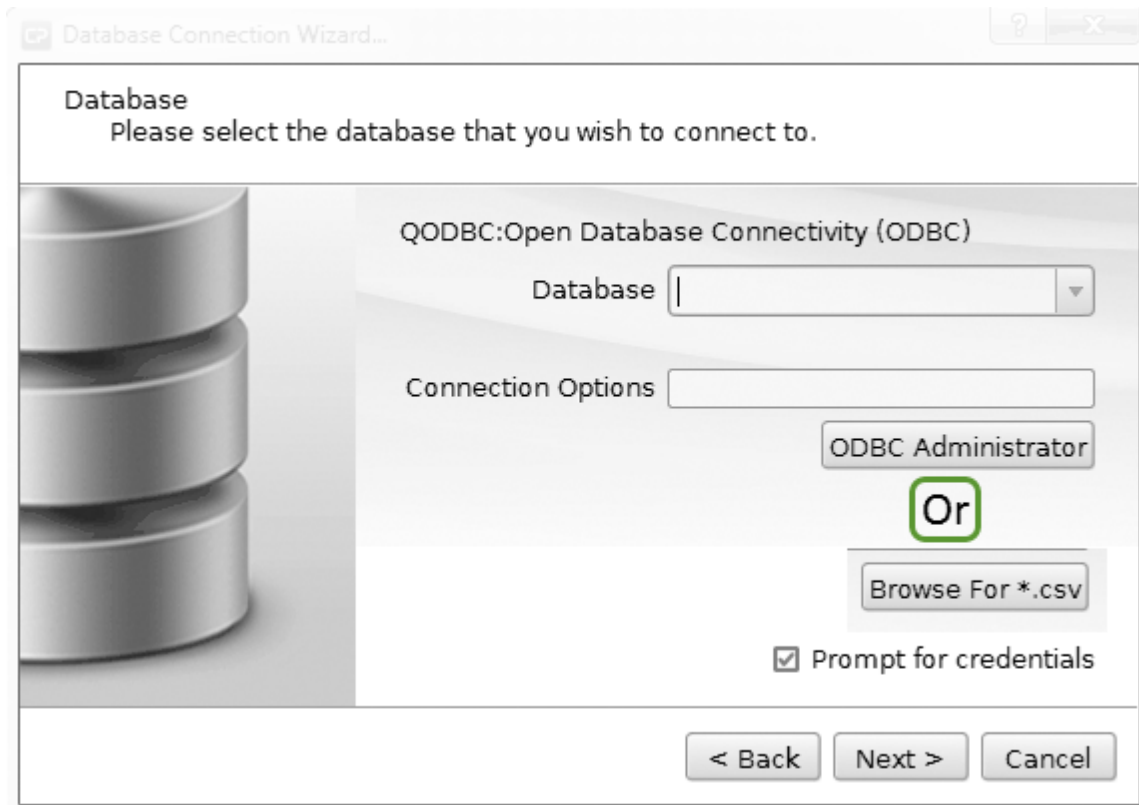 Database Connection Wizard...
Database
Please select the database that you wish to connect to.
QODBC:Open Database Connectivity (ODBC)
Database
Connection Options
ODBC Administrator
Or
Browse For *.csv
Prompt for credentials
< Back Next > Cancel